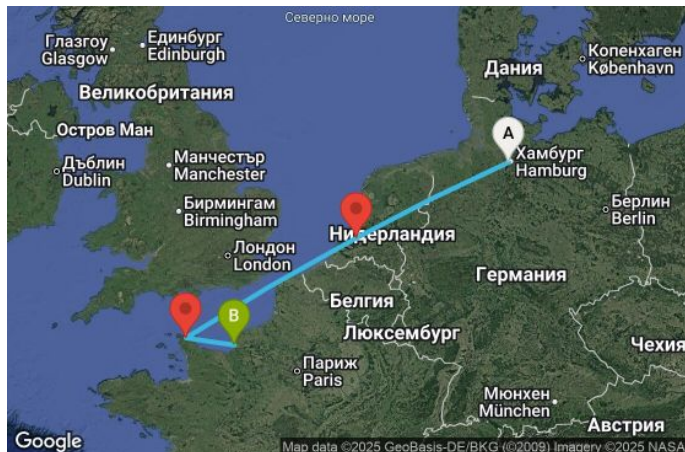 Северно море
Глазгоу
Glasgow
Единбург
Edinburgh
Копенхаген
København
Дания
Великобритания
Остров Ман
A
Хамбург
Hamburg
Дъблин
Dublin
Манчестър
Manchester
Берлин
Berlin
Бирмингам
Birmingham
Нидерландия
Лондон
London
Германия
Белгия
B
Люксембург
Чехия
Париж
Paris
Мюнхен
München
Австрия
Google
Map data ©2025 GeoBasis-DE/BKG (©2009) Imagery ©2025 NASA